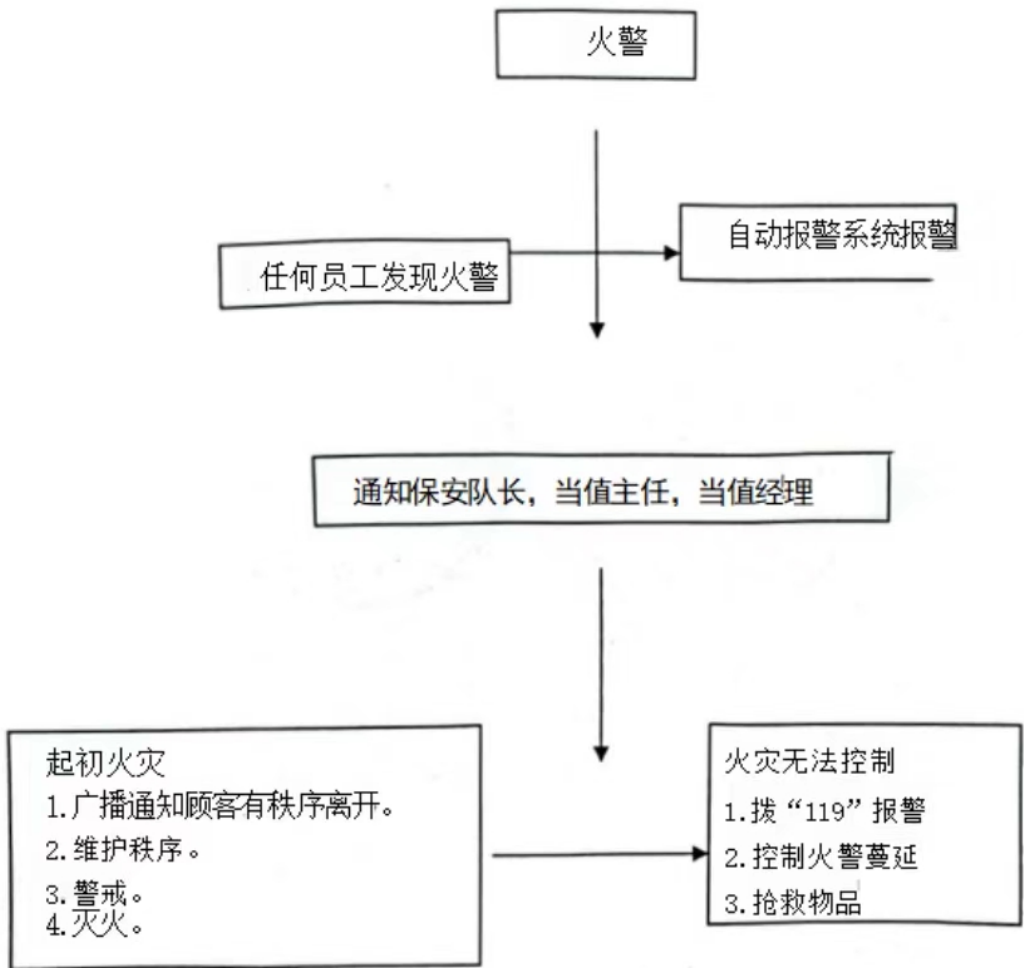 火警
自动报警系统报警
任何员工发现火警
通知保安队长，当值主任，当值经理
起初火灾
1.广播通知顾客有秩序离开。
2.维护秩序。
3.警戒。
4.灭火。
火灾无法控制
1.拨“119”报警
2.控制火警蔓延
3.抢救物品